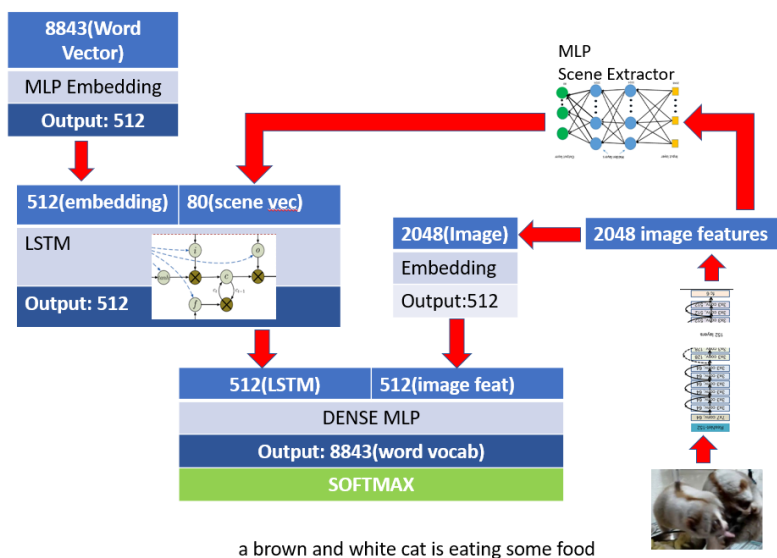 8843(Word
Vector)
MLP Embedding
Output: 512
MLP
Scene Extractor
512(embedding)
80(scene vec)
LSTM
Output: 512
2048(Image)
Embedding
Output:512
2048 image features
152 layers
512(LSTM)
512(image feat)
DENSE MLP
Output: 8843(word vocab)
SOFTMAX
a brown and white cat is eating some food